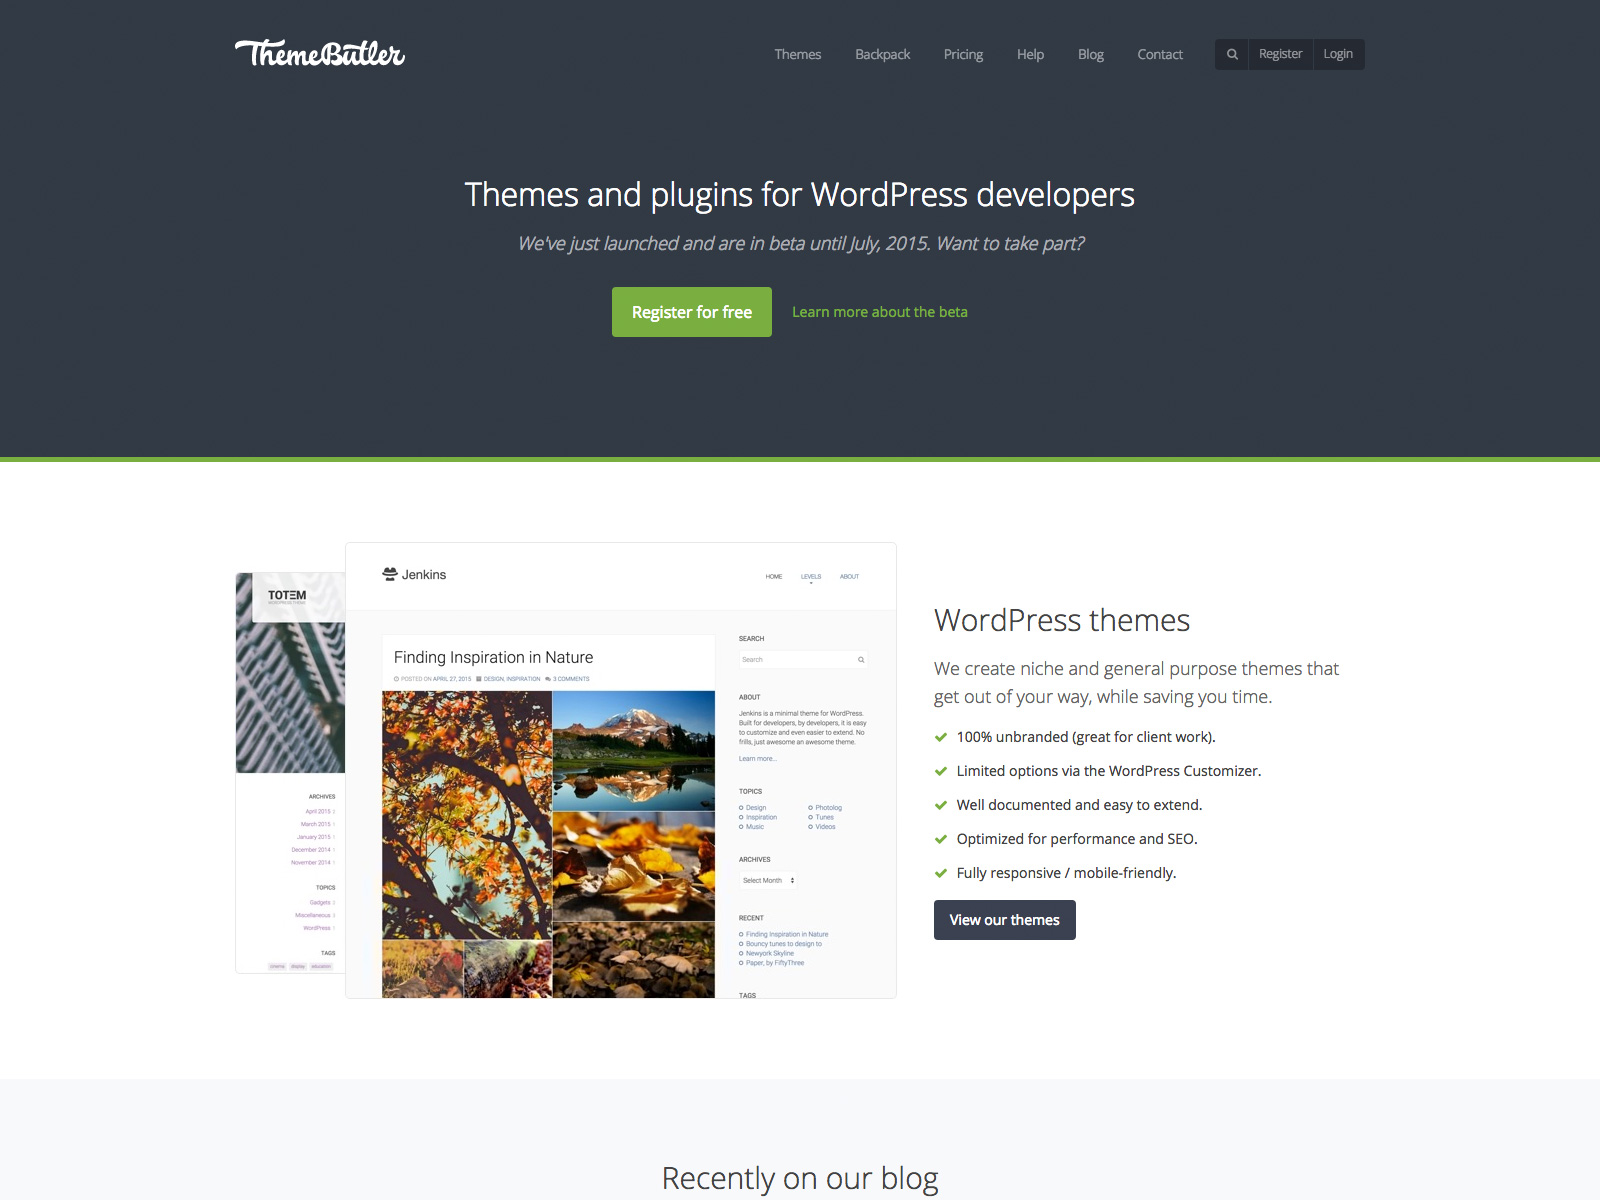 ThemeButler
Themes Backpack Pricing Help Blog Contact Register Login
Themes and plugins for WordPress developers
We've just launched and are in beta until July, 2015. Want to take part?
Register for free Learn more about the beta
TOTEM
WORDPRESS THEME
ARCHIVES
April 2015
March 2015
January 2015
December 2014
November 2014
TOPICS
Gadgets
Miscellaneous
WordPress
TAGS
cinema display education
Jenkins
HOME LEVELS ABOUT
Finding Inspiration in Nature
POSTED ON APRIL 27, 2015 DESIGN, INSPIRATION 3 COMMENTS
SEARCH
Search
ABOUT
Jenkins is a minimal theme for WordPress.
Built for developers, by developers, it is easy
to customize and even easier to extend. No
frills, just awesome an awesome theme.
Learn more...
TOPICS
Design Photolog
Inspiration Tunes
Music Videos
ARCHIVES
Select Month
RECENT
Finding Inspiration in Nature
Bouncy tunes to design to
Newyork Skyline
Paper, by FiftyThree
TAGS
WordPress themes
We create niche and general purpose themes that
get out of your way, while saving you time.
100% unbranded (great for client work).
Limited options via the WordPress Customizer.
Well documented and easy to extend.
Optimized for performance and SEO.
Fully responsive / mobile-friendly.
View our themes
Recently on our blog